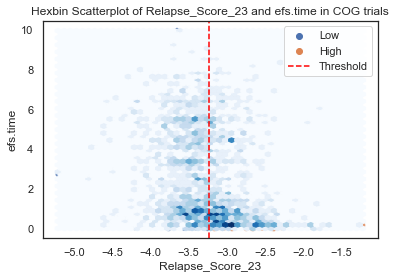 Hexbin Scatterplot of Relapse_Score_23 and efs.time in COG trials
Low
High
Threshold
efs.time
10
8
6
4
2
0
−5.0 −4.5 −4.0 −3.5 −3.0 −2.5 −2.0 −1.5
Relapse_Score_23